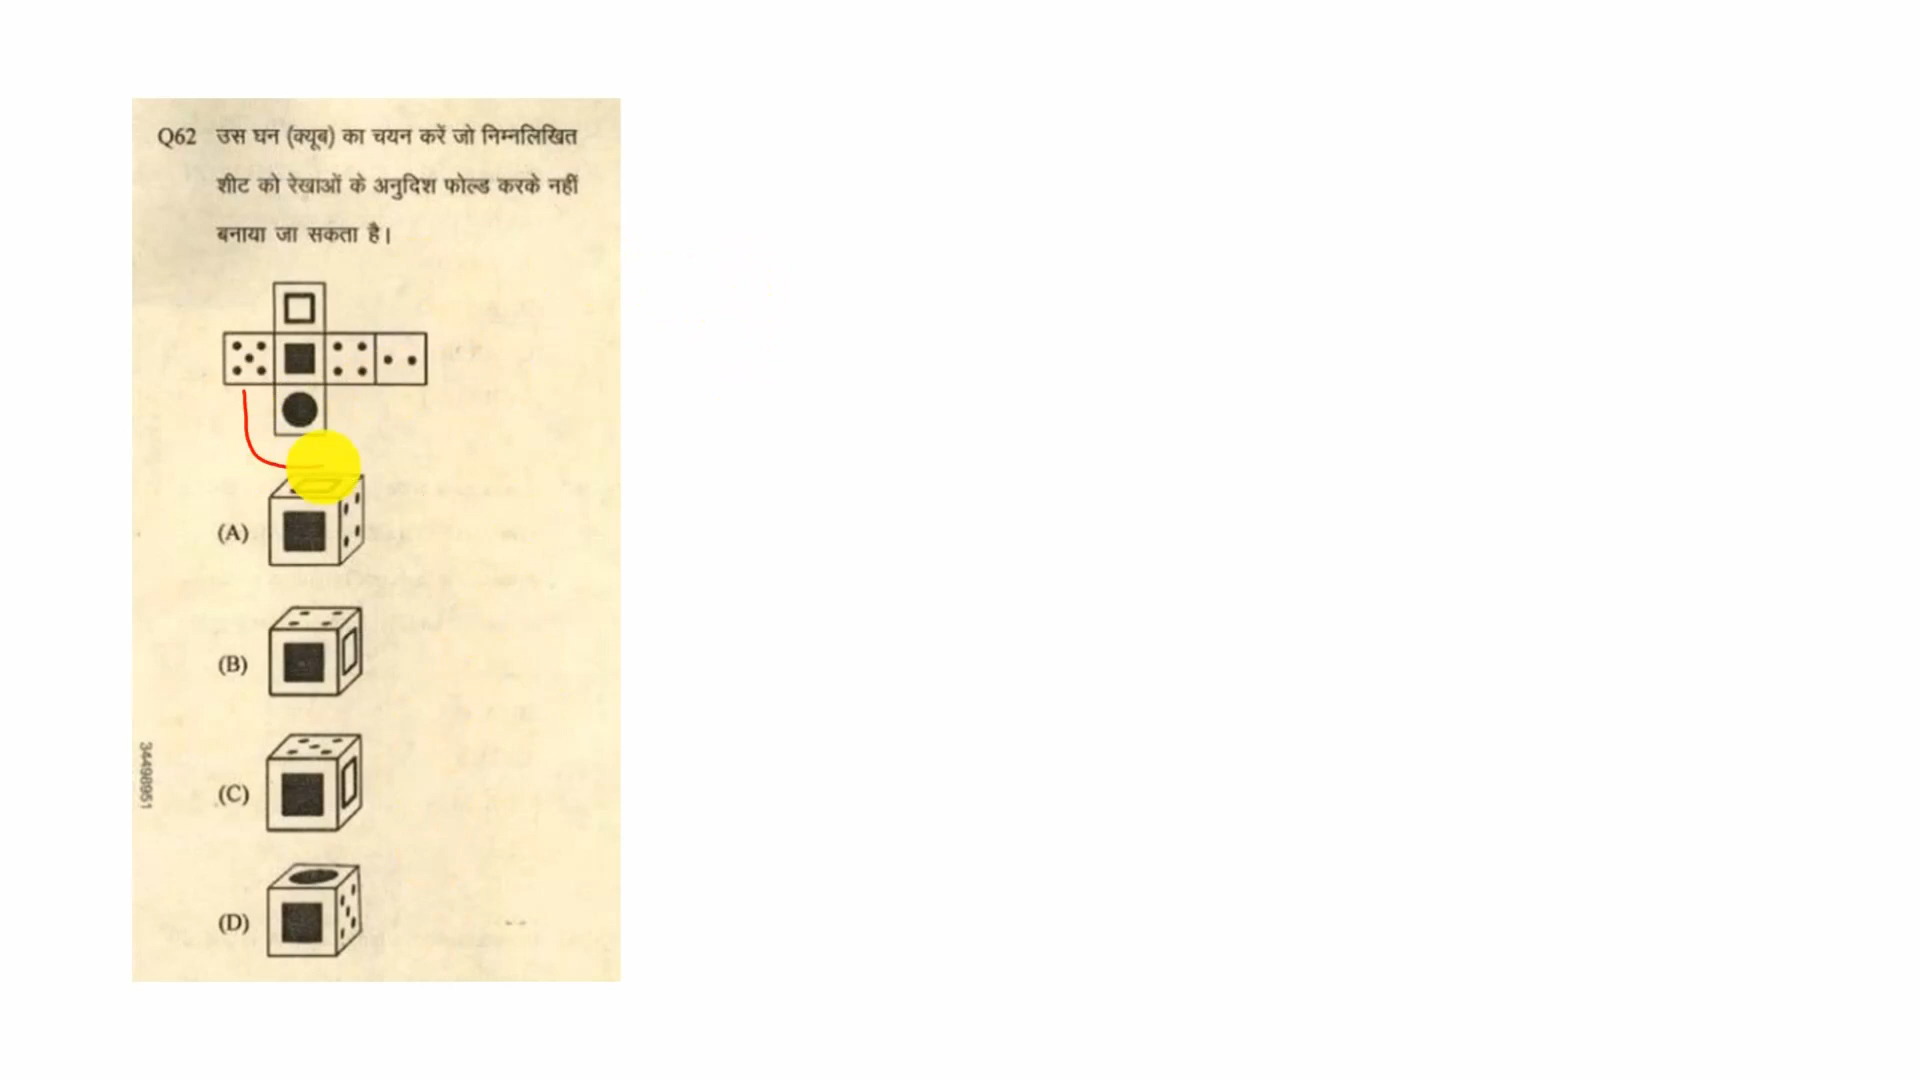 Q62 उस घन (क्यूब) का चयन करें जो निम्नलिखित
शीट को रेखाओं के अनुदिश फोल्ड करके नहीं
बनाया जा सकता है।
(A)
(B)
(C)
(D)
34498951